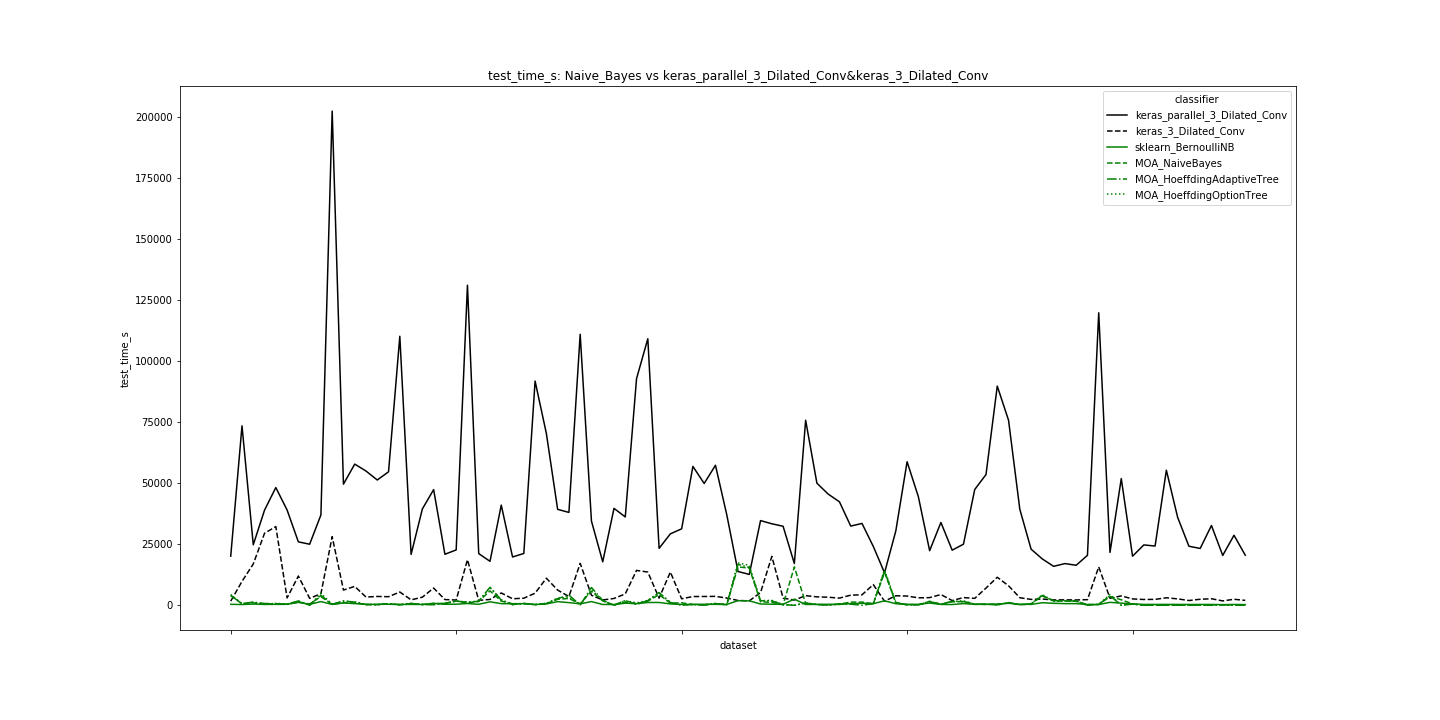 test_time_s: Naive_Bayes vs keras_parallel_3_Dilated_Conv&keras_3_Dilated_Conv
classifier
keras_parallel_3_Dilated_Conv
keras_3_Dilated_Conv
sklearn_BernoulliNB
MOA_NaiveBayes
MOA_HoeffdingAdaptiveTree
MOA_HoeffdingOptionTree
200000
175000
150000
125000
100000
75000
50000
25000
0
test_time_s
dataset